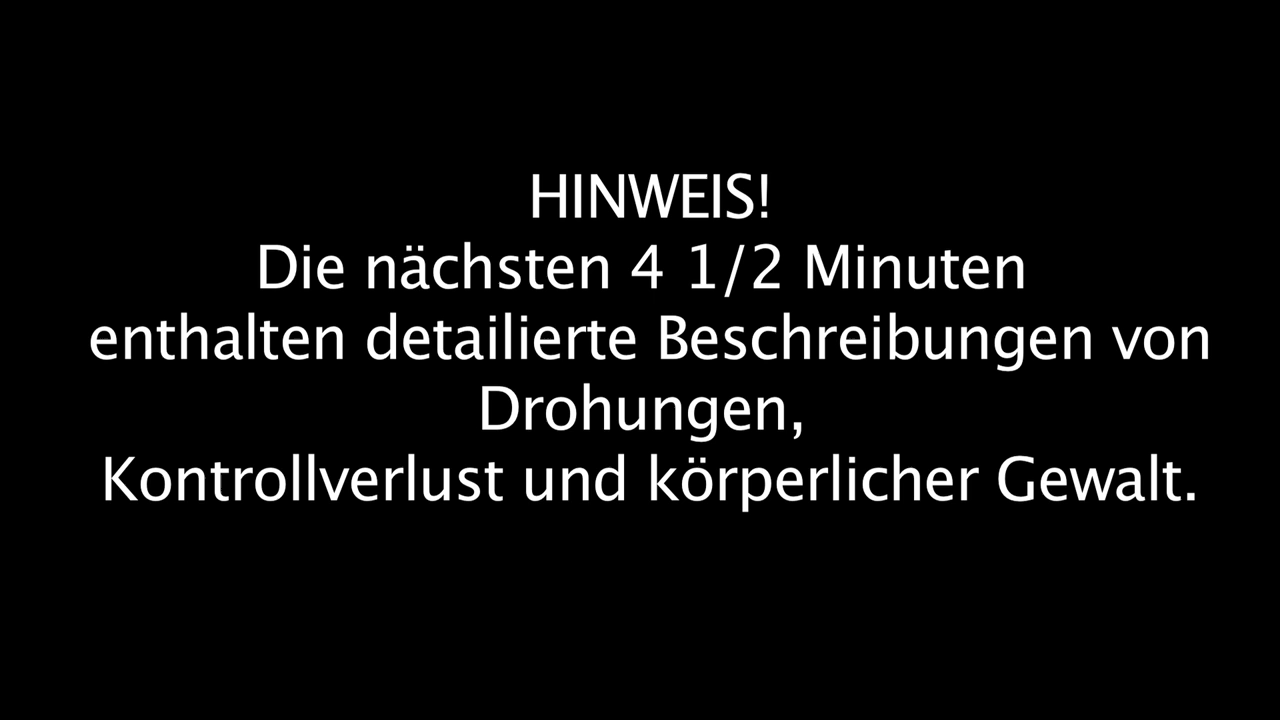 HINWEIS!
Die nächsten 4 1/2 Minuten
enthalten detailierte Beschreibungen von
Drohungen,
Kontrollverlust und körperlicher Gewalt.